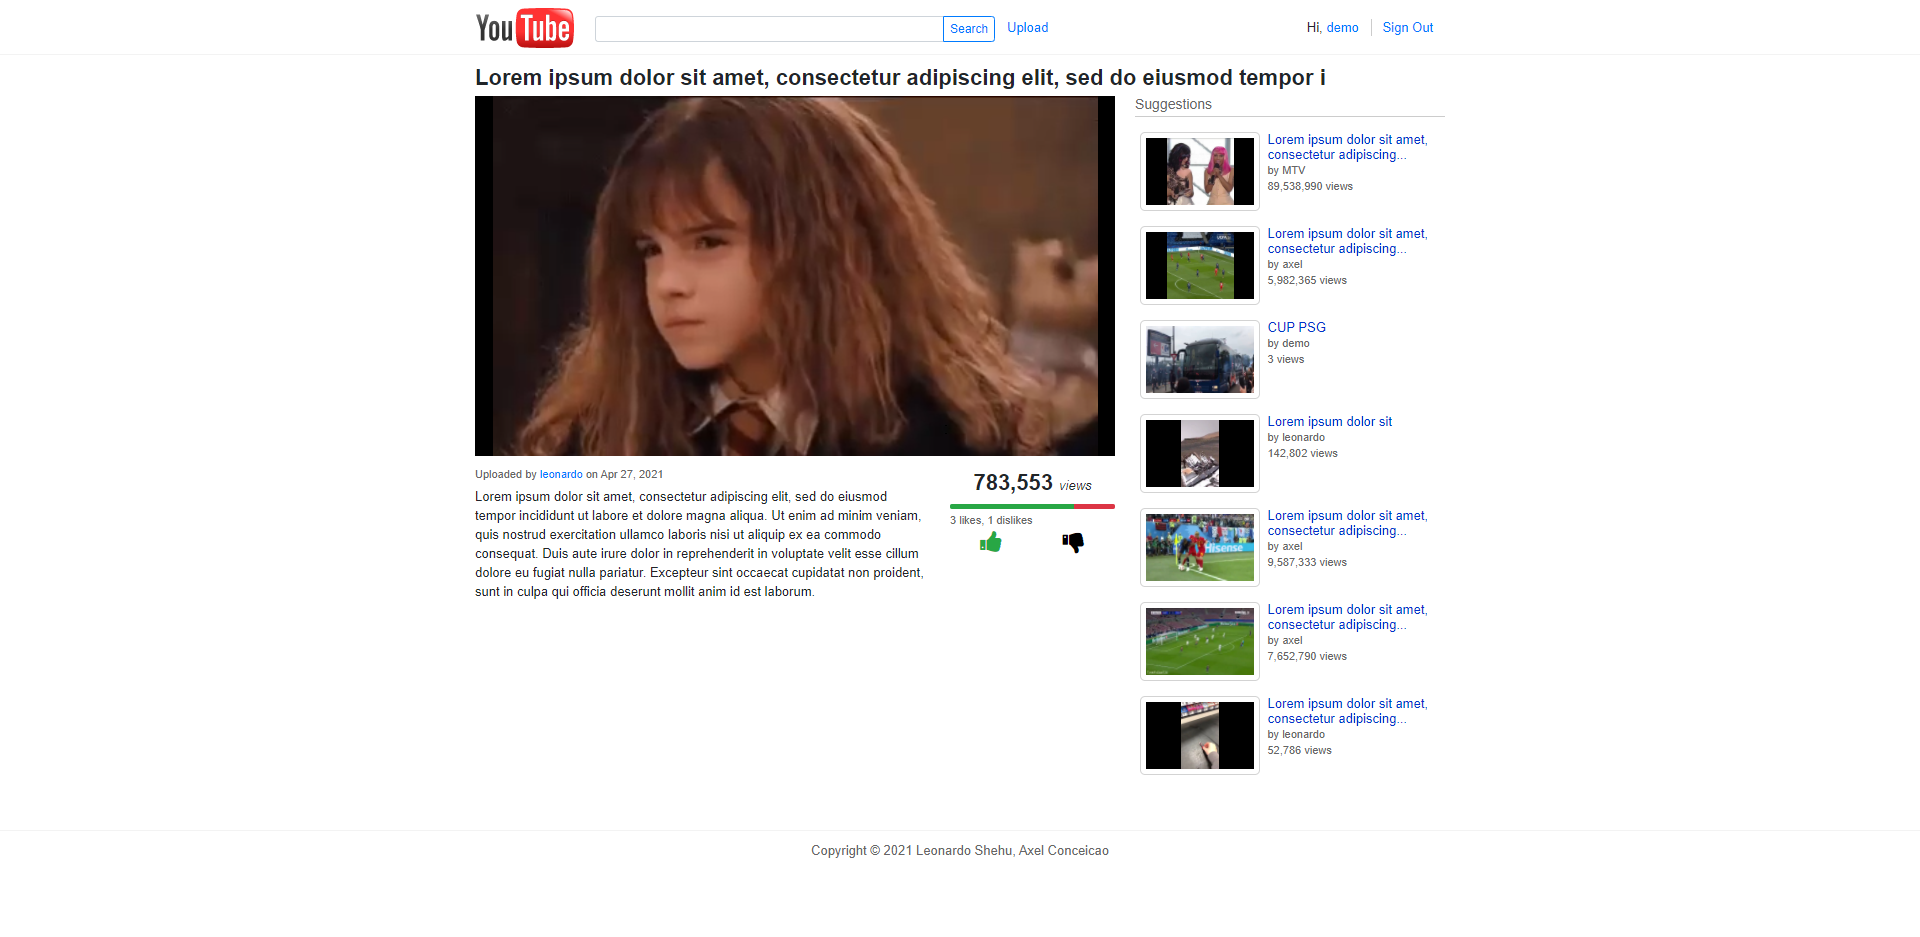 YouTube
Search
Upload
Hi, demo
Sign Out
Lorem ipsum dolor sit amet, consectetur adipiscing elit, sed do eiusmod tempor i
Uploaded by leonardo on Apr 27, 2021
Lorem ipsum dolor sit amet, consectetur adipiscing elit, sed do eiusmod
tempor incididunt ut labore et dolore magna aliqua. Ut enim ad minim veniam,
quis nostrud exercitation ullamco laboris nisi ut aliquip ex ea commodo
consequat. Duis aute irure dolor in reprehenderit in voluptate velit esse cillum
dolore eu fugiat nulla pariatur. Excepteur sint occaecat cupidatat non proident,
sunt in culpa qui officia deserunt mollit anim id est laborum.
783,553 views
3 likes, 1 dislikes
Suggestions
Lorem ipsum dolor sit amet,
consectetur adipiscing...
by MTV
89,538,990 views
Lorem ipsum dolor sit amet,
consectetur adipiscing...
by axel
5,982,365 views
CUP PSG
by demo
3 views
Lorem ipsum dolor sit
by leonardo
142,802 views
Hisense
Lorem ipsum dolor sit amet,
consectetur adipiscing...
by axel
9,587,333 views
Lorem ipsum dolor sit amet,
consectetur adipiscing...
by axel
7,652,790 views
Lorem ipsum dolor sit amet,
consectetur adipiscing...
by leonardo
52,786 views
Copyright © 2021 Leonardo Shehu, Axel Conceicao